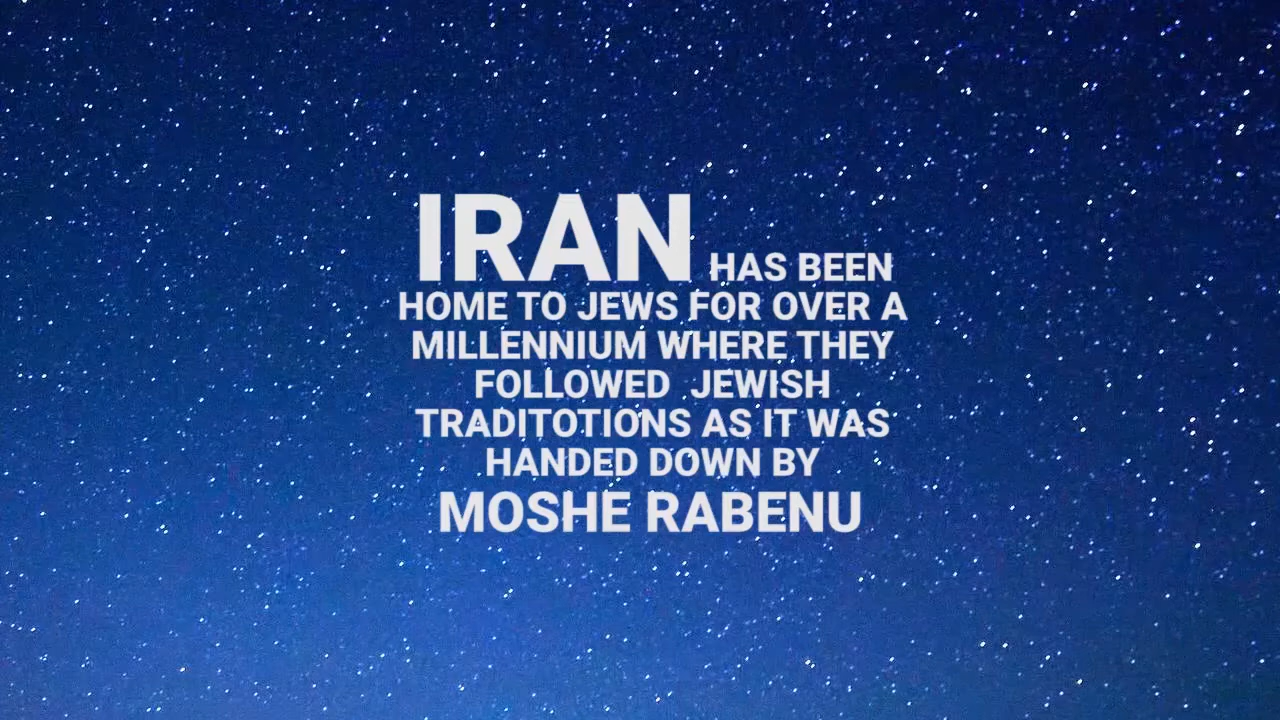 IRAN HAS BEEN
HOME TO JEWS FOR OVER A
MILLENNIUM WHERE THEY
FOLLOWED JEWISH
TRADITOTIONS AS IT WAS
HANDED DOWN BY
MOSHE RABENU